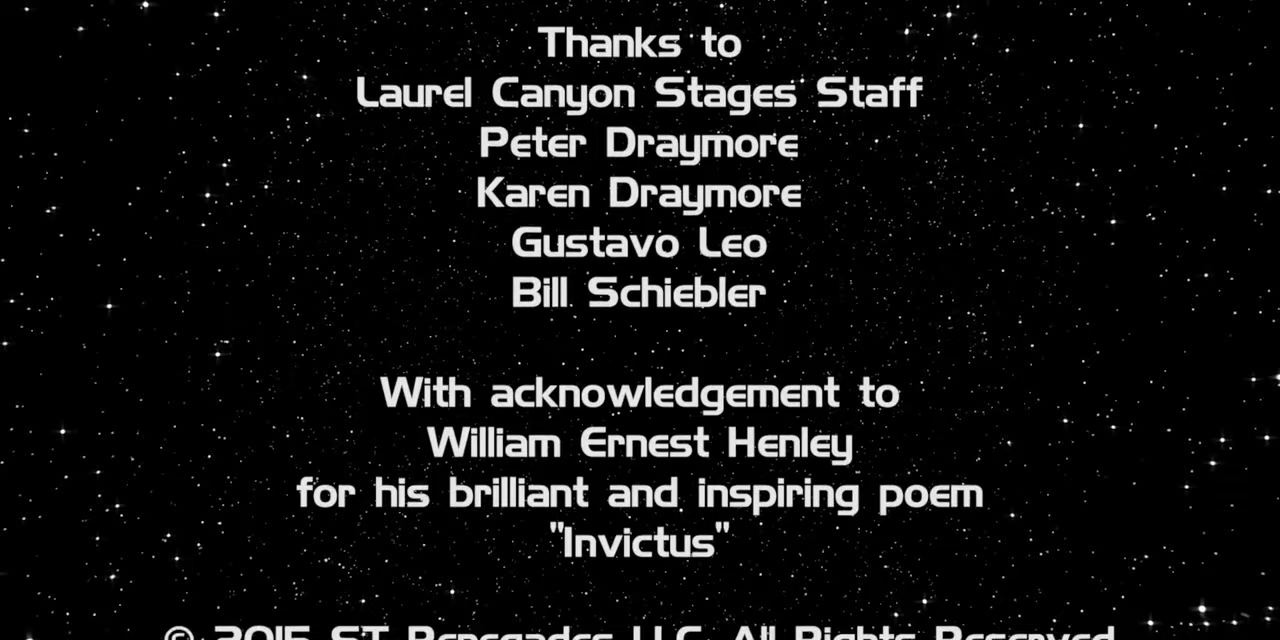 Thanks to
Laurel Canyon Stages Staff
Peter Draymore
Karen Draymore
Gustavo Leo
Bill Schiebler
With acknowledgement to
William Ernest Henley
for his brilliant and inspiring poem
"Invictus"
© 2015 ST Renegades LLC. All Rights Reserved